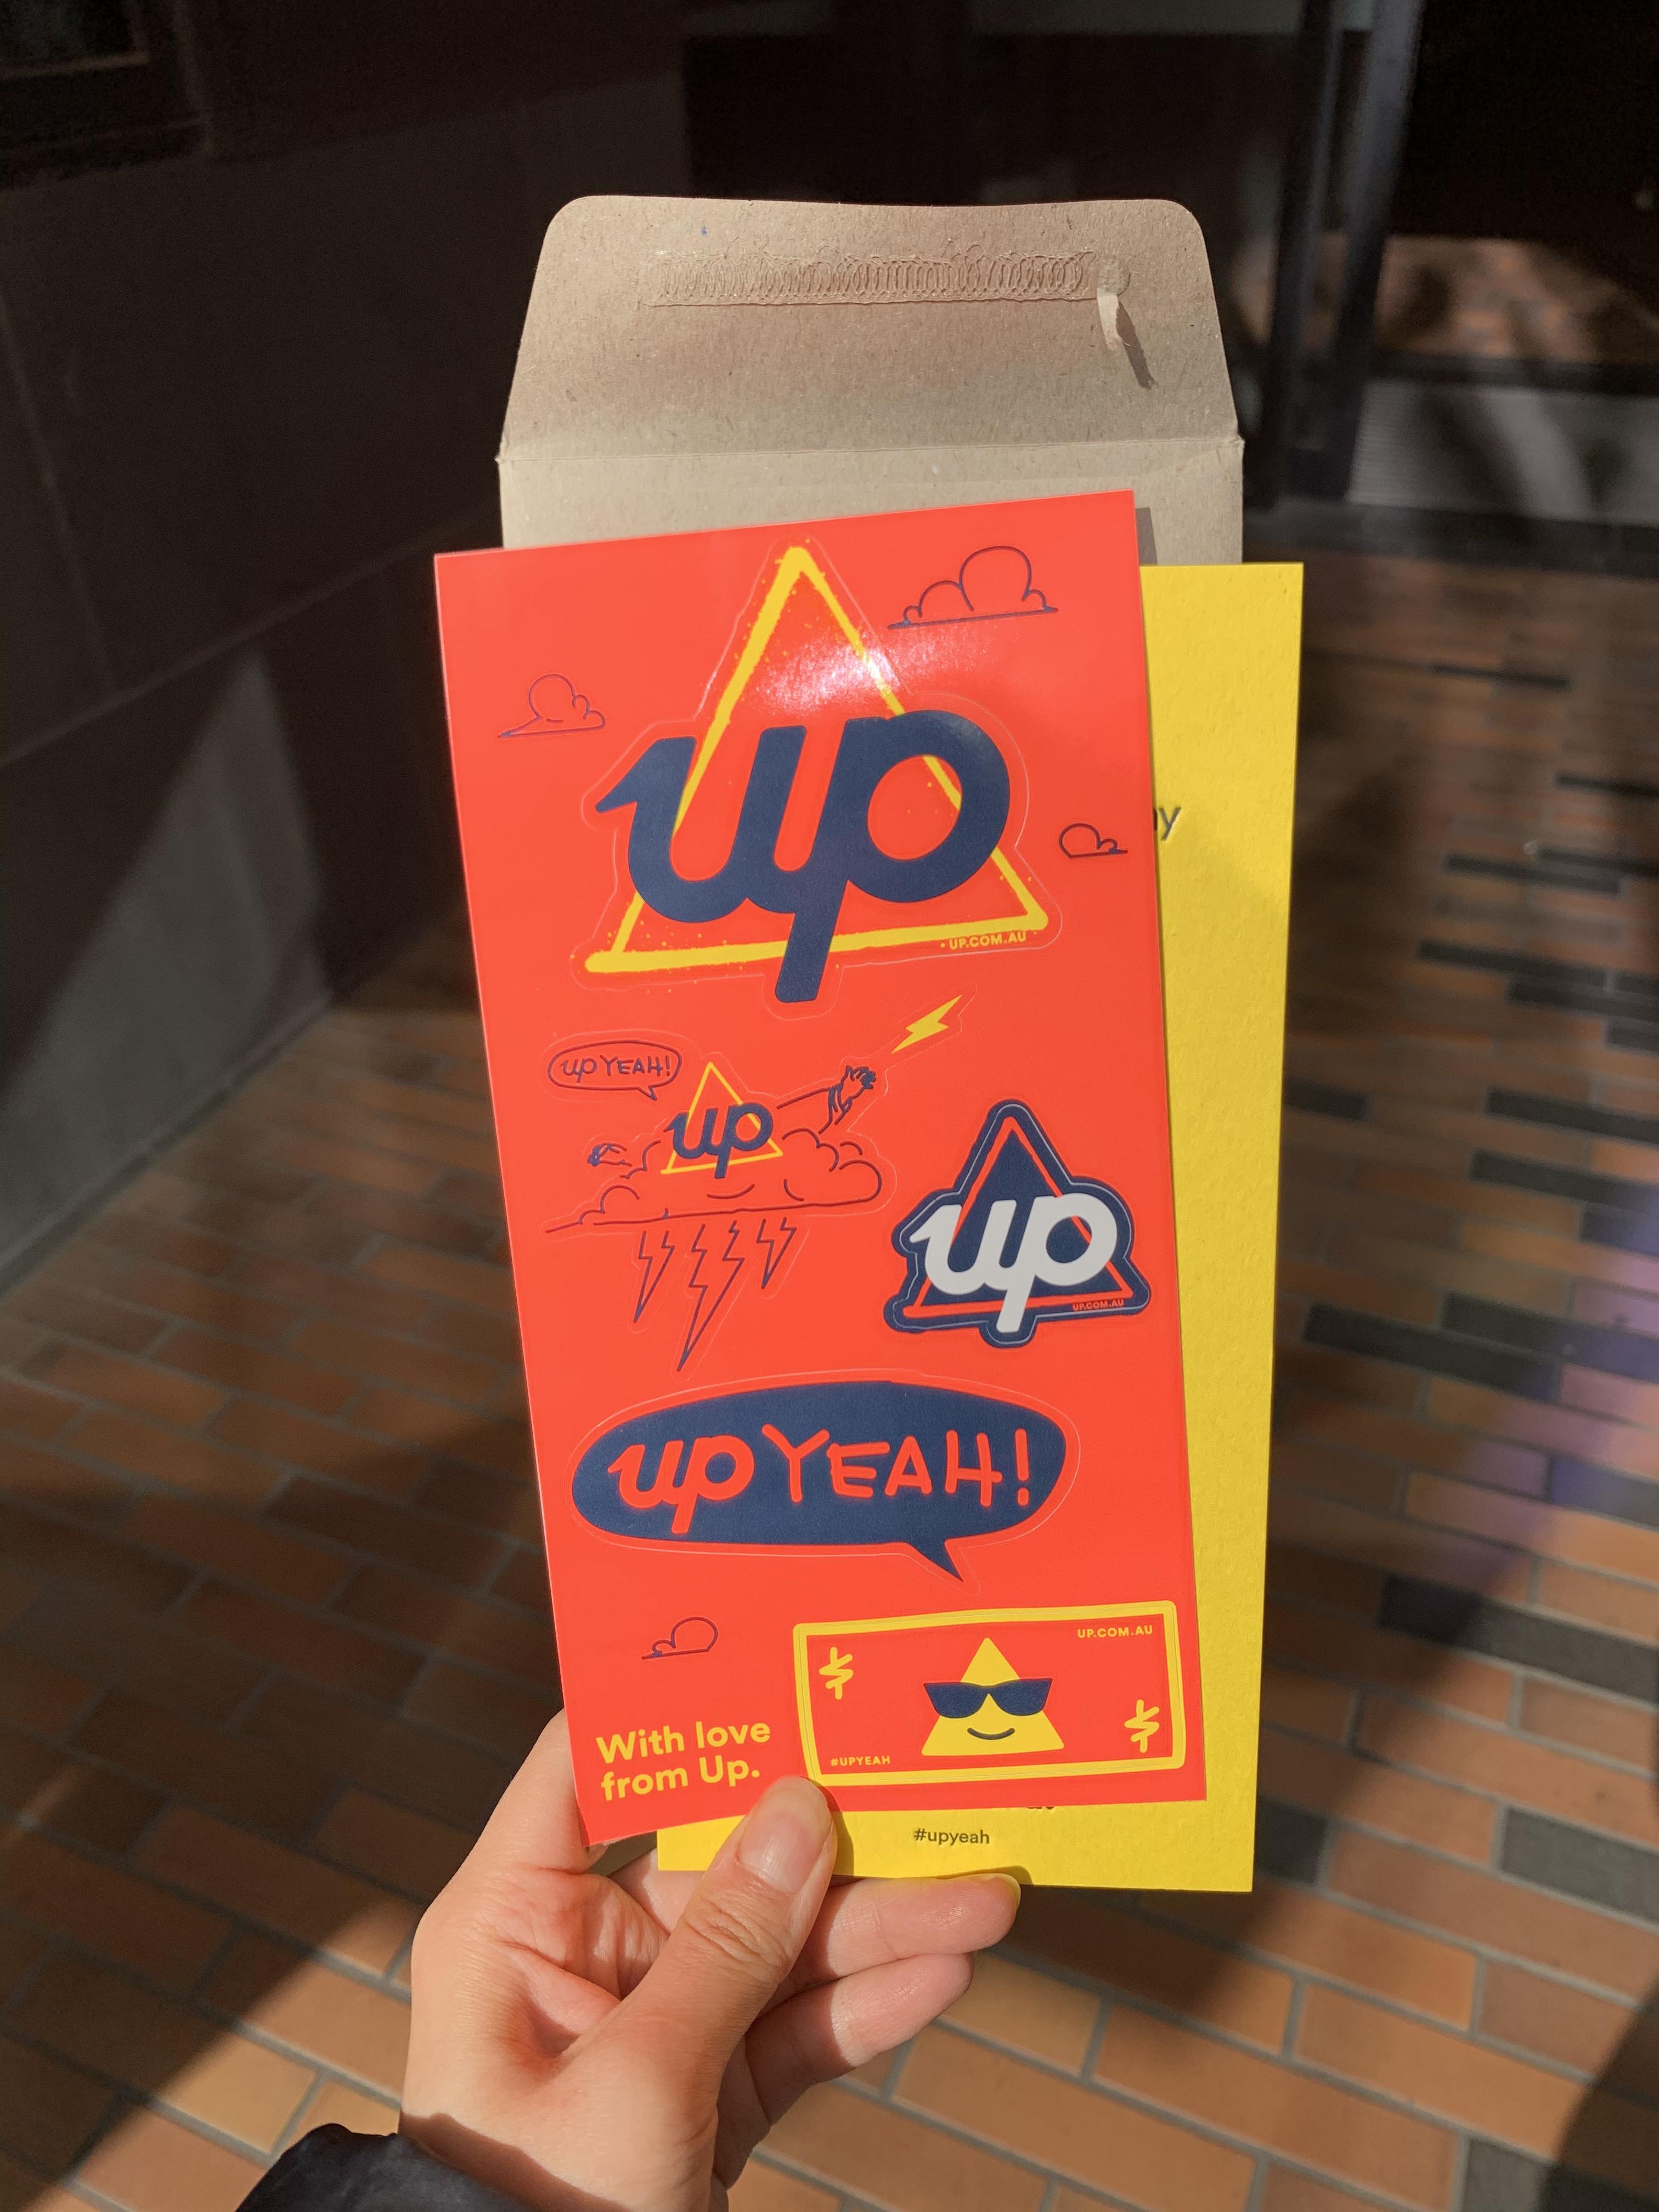 up
• UP.COM.AU
up YEAH!
up
up
UP.COM.AU
up YEAH!
UP.COM.AU
$
$
#UPYEAH
With love
from Up.
#upyeah